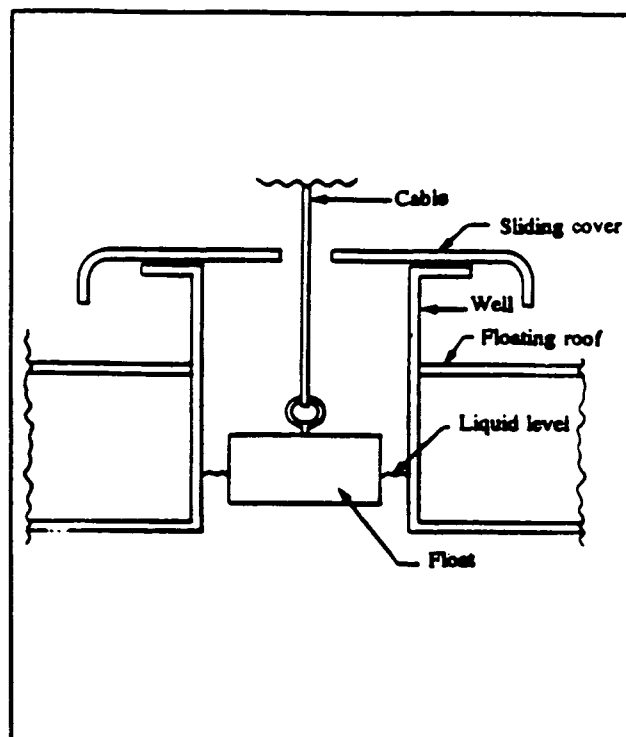 Cable
Sliding cover
Well
Floating roof
Liquid level
Float